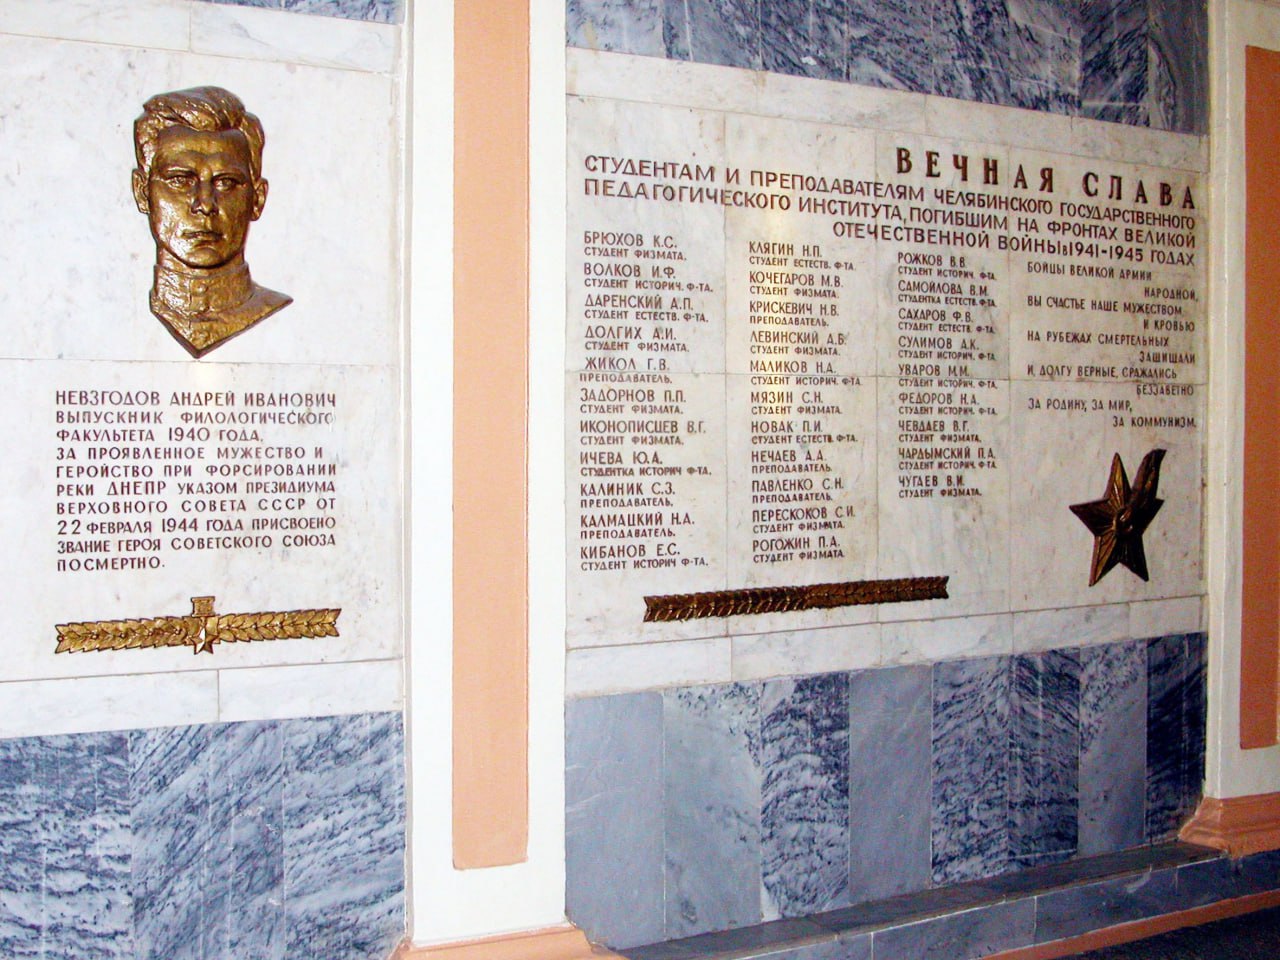 НЕВЗГОДОВ АНДРЕЙ ИВАНОВИЧ
ВЫПУСКНИК ФИЛОЛОГИЧЕСКОГО
ФАКУЛЬТЕТА 1940 ГОДА.
ЗА ПРОЯВЛЕННОЕ МУЖЕСТВО И
ГЕРОЙСТВО ПРИ ФОРСИРОВАНИИ
РЕКИ ДНЕПР УКАЗОМ ПРЕЗИДИУМА
ВЕРХОВНОГО СОВЕТА СССР ОТ
22 ФЕВРАЛЯ 1944 ГОДА ПРИСВОЕНО
ЗВАНИЕ ГЕРОЯ СОВЕТСКОГО СОЮЗА
ПОСМЕРТНО.
ВЕЧНАЯ СЛАВА
СТУДЕНТАМ И ПРЕПОДАВАТЕЛЯМ ЧЕЛЯБИНСКОГО ГОСУДАРСТВЕННОГО
ПЕДАГОГИЧЕСКОГО ИНСТИТУТА, ПОГИБШИМ НА ФРОНТАХ ВЕЛИКОЙ
ОТЕЧЕСТВЕННОЙ ВОЙНЫ В 1941-1945 ГОДАХ
БРЮХОВ К.С.
СТУДЕНТ ФИЗМАТА.
ВОЛКОВ И.Ф.
СТУДЕНТ ИСТОРИЧ. Ф-ТА.
ДАРЕНСКИЙ А.П.
СТУДЕНТ ЕСТЕСТВ. Ф-ТА.
ДОЛГИХ А.И.
СТУДЕНТ ФИЗМАТА.
ЖИКОЛ Г.В.
ПРЕПОДАВАТЕЛЬ.
ЗАДОРНОВ П.П.
СТУДЕНТ ФИЗМАТА.
ИКОНОПИСЦЕВ В.Г.
СТУДЕНТ ФИЗМАТА.
ИЧЕВА Ю.А.
СТУДЕНТКА ИСТОРИЧ Ф-ТА.
КАЛИНИК С.З.
ПРЕПОДАВАТЕЛЬ.
КАЛМАЦКИЙ Н.А.
ПРЕПОДАВАТЕЛЬ.
КИБАНОВ Е.С.
СТУДЕНТ ИСТОРИЧ Ф-ТА.
КЛЯГИН Н.П.
СТУДЕНТ ЕСТЕСТВ. Ф-ТА.
КОЧЕГАРОВ М.В.
СТУДЕНТ ФИЗМАТА.
КРИСКЕВИЧ Н.В.
ПРЕПОДАВАТЕЛЬ.
ЛЕВИНСКИЙ А.Б.
СТУДЕНТ ФИЗМАТА.
МАЛИКОВ Н.А.
СТУДЕНТ ИСТОРИЧ. Ф-ТА.
МЯЗИН С.Н.
СТУДЕНТ ФИЗМАТА.
НОВАК П.И.
СТУДЕНТ ЕСТЕСТВ. Ф-ТА.
НЕЧАЕВ А.А.
ПРЕПОДАВАТЕЛЬ.
ПАВЛЕНКО С.Н.
ПРЕПОДАВАТЕЛЬ.
ПЕРЕСКОКОВ С.И.
СТУДЕНТ ФИЗМАТА.
РОГОЖИН П.А.
СТУДЕНТ ФИЗМАТА.
РОЖКОВ В.В.
СТУДЕНТ ИСТОРИЧ. Ф-ТА.
САМОЙЛОВА В.М.
СТУДЕНТКА ЕСТЕСТВ. Ф-ТА.
САХАРОВ Ф.В.
СТУДЕНТ ЕСТЕСТВ. Ф-ТА.
СУЛИМОВ А.К.
СТУДЕНТ ИСТОРИЧ. Ф-ТА.
УВАРОВ М.М.
СТУДЕНТ ИСТОРИЧ. Ф-ТА.
ФЕДОРОВ Н.А.
СТУДЕНТ ИСТОРИЧ. Ф-ТА.
ЧЕВДАЕВ В.Г.
СТУДЕНТ ФИЗМАТА.
ЧАРДЫМСКИЙ П.А.
СТУДЕНТ ИСТОРИЧ. Ф-ТА.
ЧУГАЕВ В.И.
СТУДЕНТ ФИЗМАТА.
БОЙЦЫ ВЕЛИКОЙ АРМИИ
НАРОДНОЙ,
ВЫ СЧАСТЬЕ НАШЕ МУЖЕСТВОМ
И КРОВЬЮ
НА РУБЕЖАХ СМЕРТЕЛЬНЫХ
ЗАЩИЩАЛИ
И ДОЛГУ ВЕРНЫЕ, СРАЖАЛИСЬ
БЕЗЗАВЕТНО
ЗА РОДИНУ, ЗА МИР,
ЗА КОММУНИЗМ.